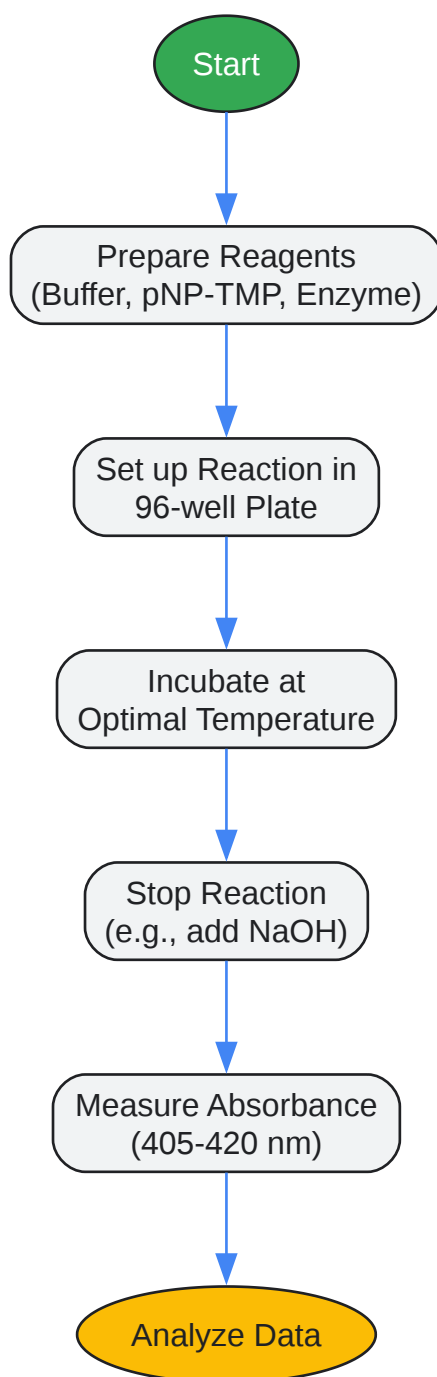 Start
Prepare Reagents
(Buffer, pNP-TMP, Enzyme)
Set up Reaction in
96-well Plate
Incubate at
Optimal Temperature
Stop Reaction
(e.g., add NaOH)
Measure Absorbance
(405-420 nm)
Analyze Data